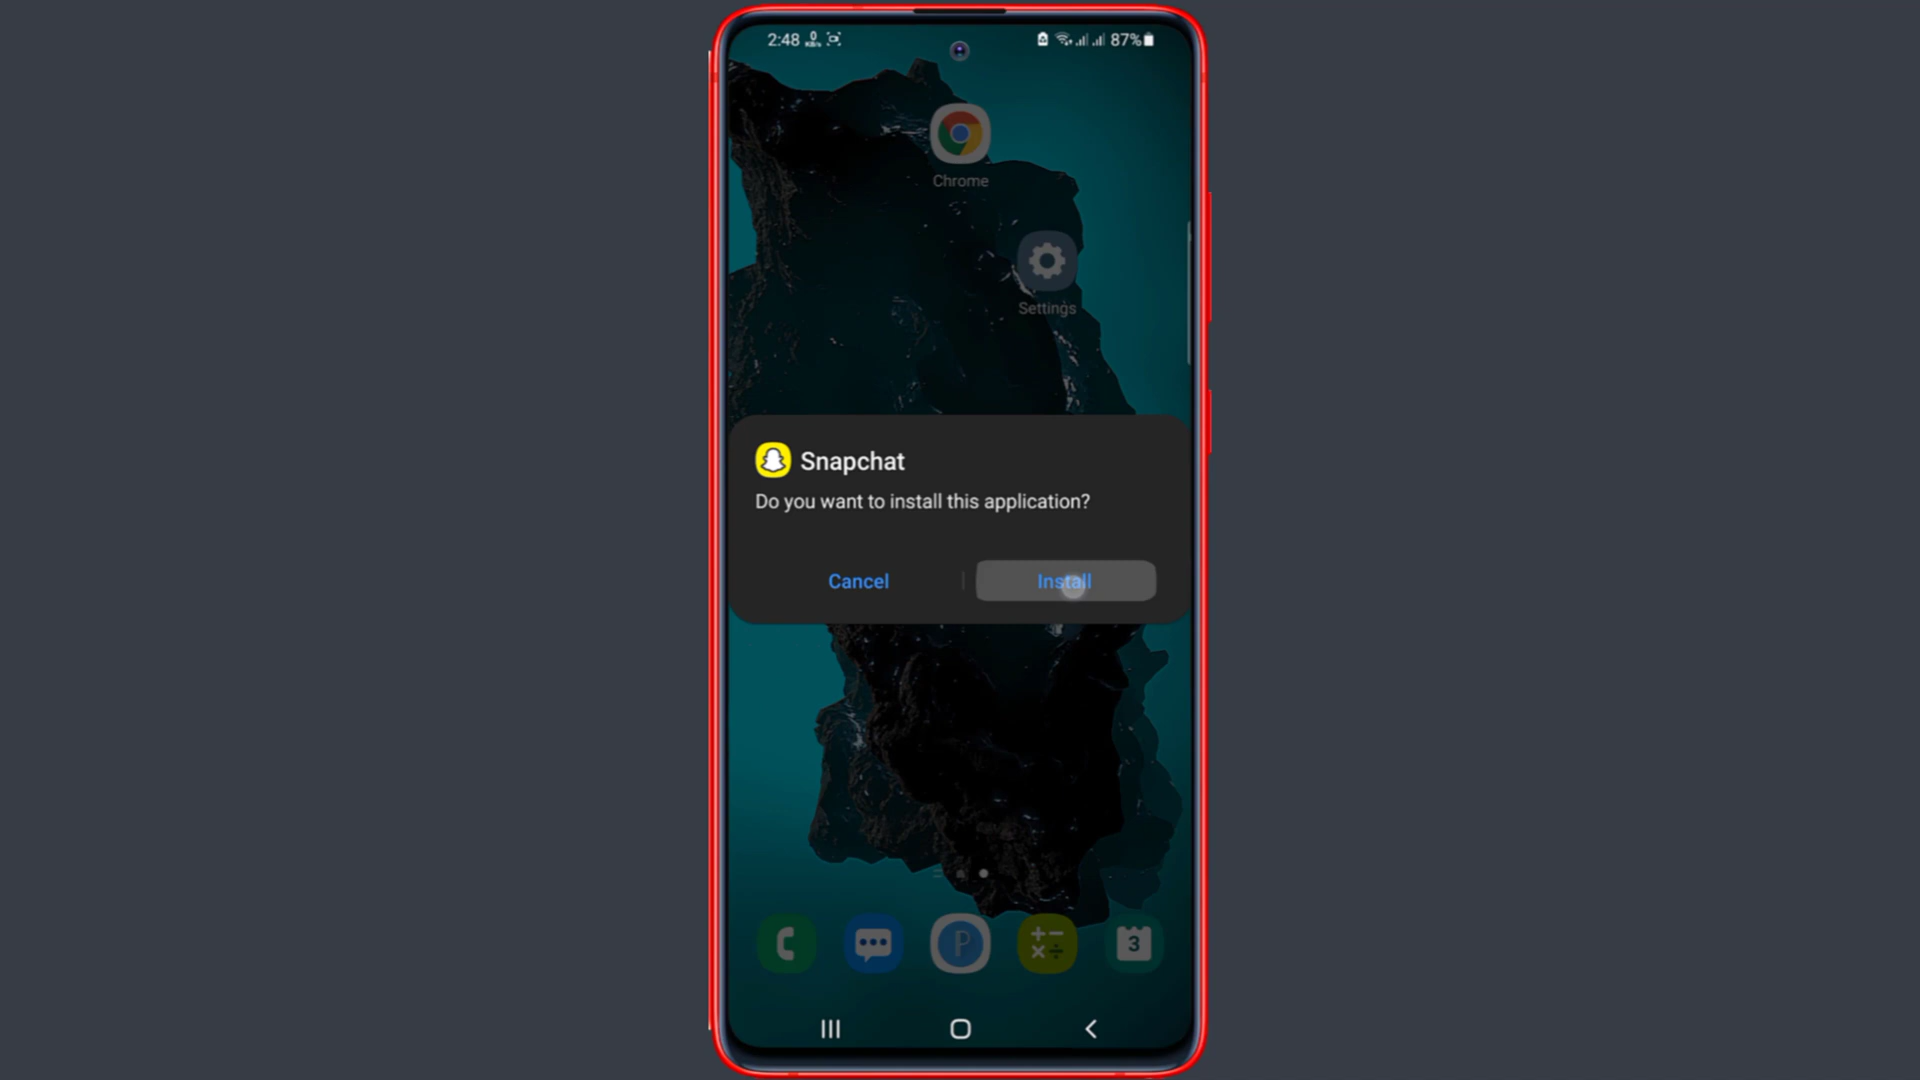 2:48
87%
Chrome
Settings
Snapchat
Do you want to install this application?
Cancel
Install
P
3